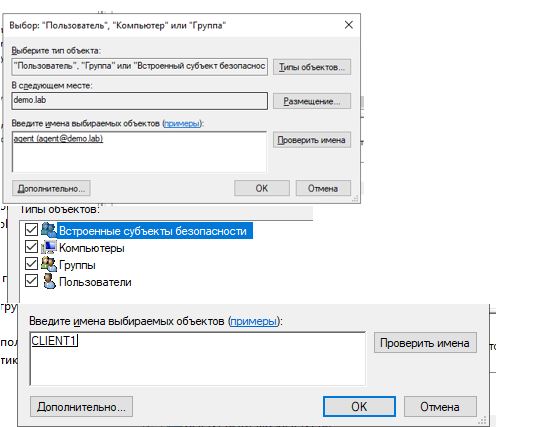 Выбор: "Пользователь", "Компьютер" или "Группа"
Выберите тип объекта:
"Пользователь", "Группа" или "Встроенный субъект безопаснос
Типы объектов...
В следующем месте:
demo.lab
Размещение...
Введите имена выбираемых объектов (примеры):
agent (agent@demo.lab)
Проверить имена
Дополнительно...
ОК
Отмена
Типы объектов:
Встроенные субъекты безопасности
Компьютеры
Группы
Пользователи
Введите имена выбираемых объектов (примеры):
CLIENT1
Проверить имена
Дополнительно...
ОК
Отмена